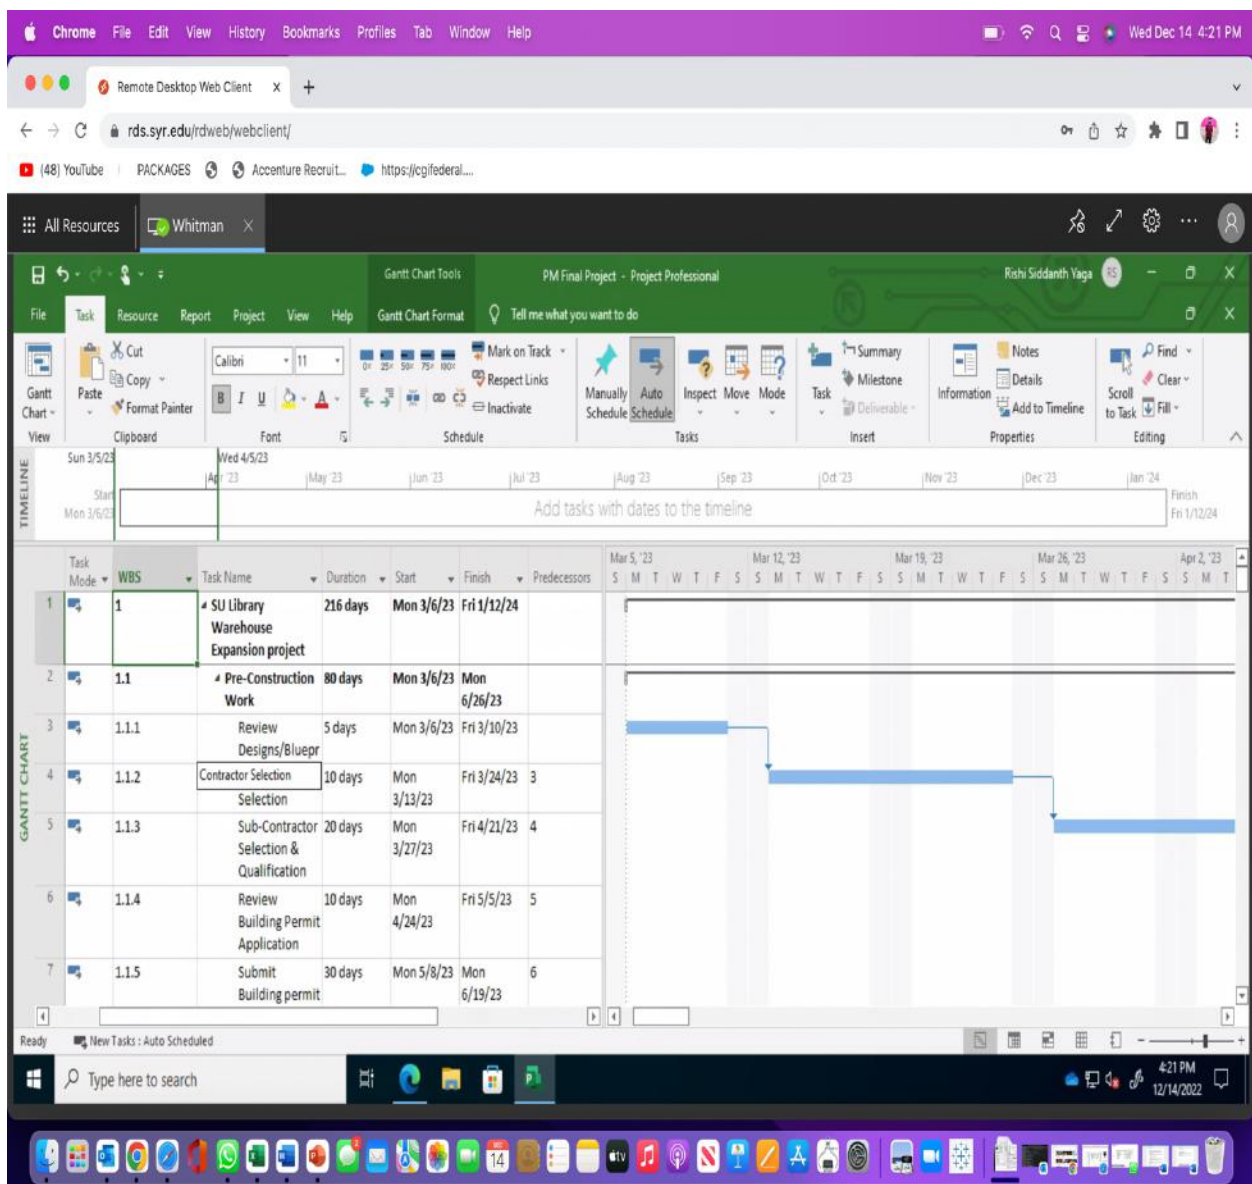 Chrome File Edit View History Bookmarks Profiles Tab Window Help Wed Dec 14 4:21 PM
Remote Desktop Web Client
rds.syr.edu/rdweb/webclient/
(48) YouTube PACKAGES Accenture Recruit... https://cgifederal....
All Resources Whitman
Gantt Chart Tools PM Final Project - Project Professional Rishi Siddanth Yaga RS
File Task Resource Report Project View Help Gantt Chart Format Tell me what you want to do
Gantt Chart
Paste Cut Copy Format Painter
Calibri 11
B I U A
0% 25% 50% 75% 100%
Mark on Track
Respect Links
Inactivate
Manually Schedule Auto Schedule
Inspect Move Mode
Task Summary Milestone Deliverable
Information Notes Details Add to Timeline
Scroll to Task Find Clear Fill
View Clipboard Font Schedule Tasks Insert Properties Editing
TIMELINE
Sun 3/5/23 Wed 4/5/23
Apr '23 May '23 Jun '23 Jul '23 Aug '23 Sep '23 Oct '23 Nov '23 Dec '23 Jan '24
Start
Mon 3/6/23
Add tasks with dates to the timeline
Finish
Fri 1/12/24
GANTT CHART
Task Mode WBS Task Name Duration Start Finish Predecessors
Mar 5, '23 Mar 12, '23 Mar 19, '23 Mar 26, '23 Apr 2, '23
S M T W T F S S M T W T F S S M T W T F S S M T W T F S S M T
1 1 SU Library 216 days Mon 3/6/23 Fri 1/12/24
Warehouse
Expansion project
2 1.1 Pre-Construction 80 days Mon 3/6/23 Mon
Work 6/26/23
3 1.1.1 Review 5 days Mon 3/6/23 Fri 3/10/23
Designs/Bluepr
4 1.1.2 Contractor Selection 10 days Mon Fri 3/24/23 3
Selection 3/13/23
5 1.1.3 Sub-Contractor 20 days Mon Fri 4/21/23 4
Selection & 3/27/23
Qualification
6 1.1.4 Review 10 days Mon Fri 5/5/23 5
Building Permit 4/24/23
Application
7 1.1.5 Submit 30 days Mon 5/8/23 Mon 6
Building permit 6/19/23
Ready New Tasks : Auto Scheduled
Type here to search 4:21 PM
12/14/2022
2 DEC 14 tv